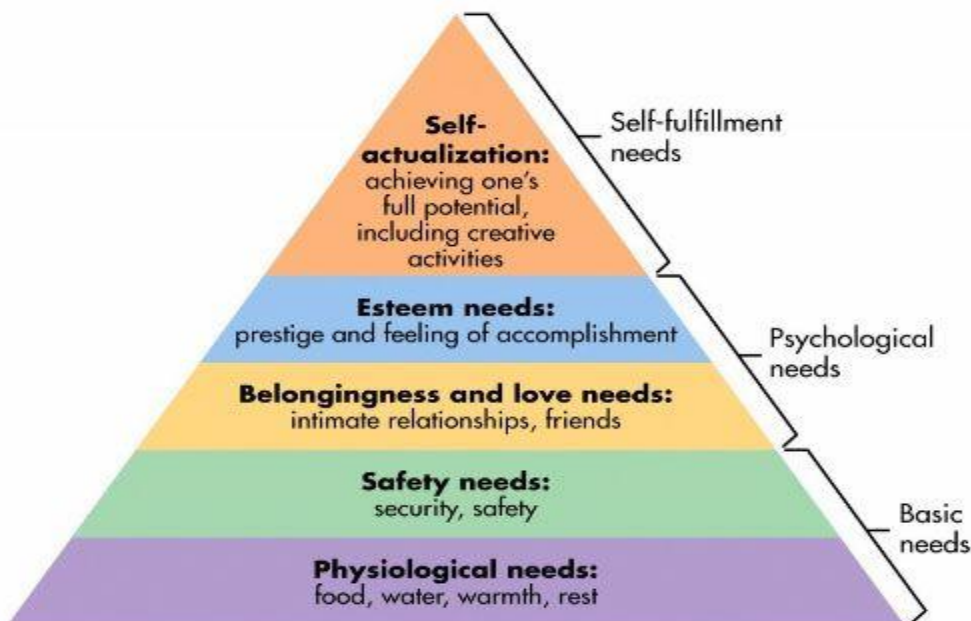 Self-
actualization:
achieving one's
full potential,
including creative
activities
Self-fulfillment
needs
Esteem needs:
prestige and feeling of accomplishment
Psychological
needs
Belongingness and love needs:
intimate relationships, friends
Safety needs:
security, safety
Basic
needs
Physiological needs:
food, water, warmth, rest